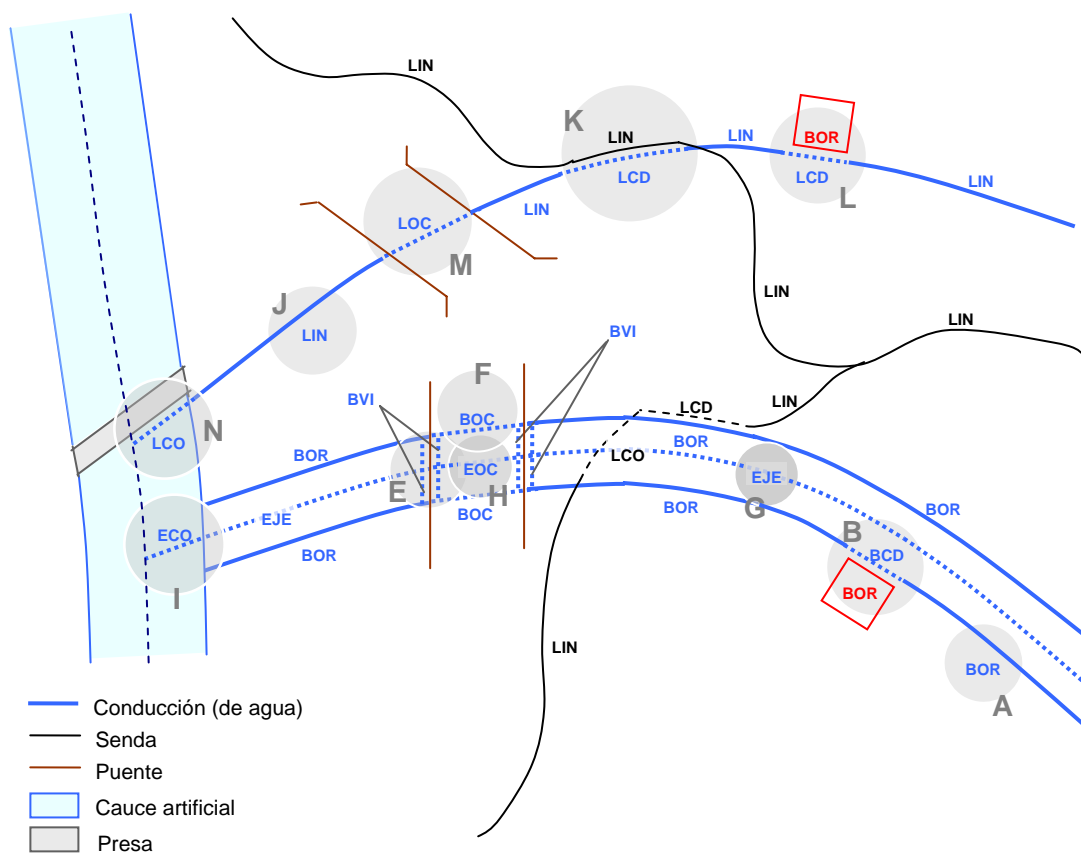 LIN
K
LIN
LIN
BOR
LCD
LCD
LIN
L
LOC
LIN
M
LIN
J
LIN
LIN
BVI
F
BVI
LCD
LIN
N
LCO
BOC
BOR
BOR
LCO
EOC
EJE
E
H
BOC
ECO
EJE
BOR
BOR
G
BOR
B
BCD
BOR
I
LIN
BOR
A
Conducción (de agua)
Senda
Puente
Cauce artificial
Presa